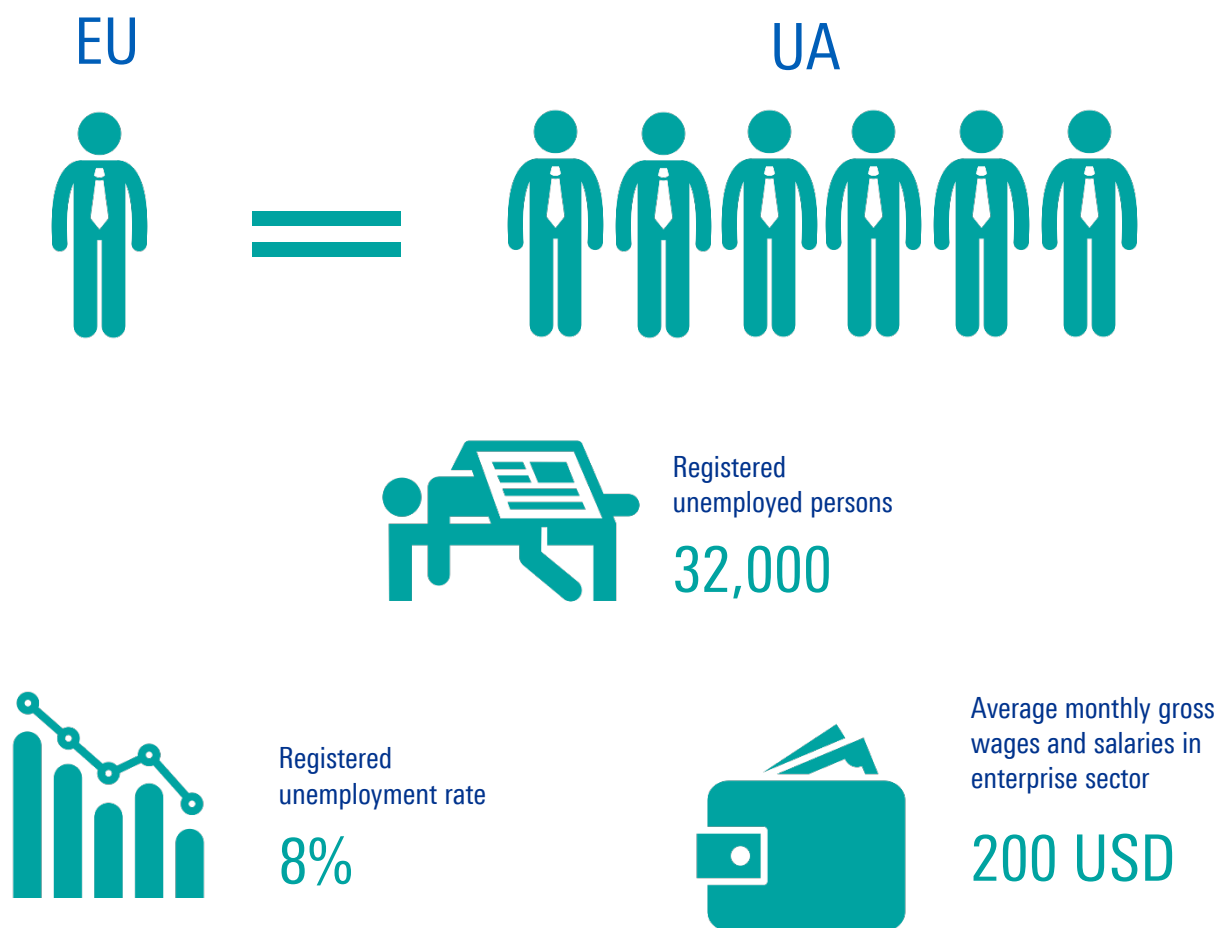 EU
UA
Registered
unemployed persons
32,000
Registered
unemployment rate
8%
Average monthly gross
wages and salaries in
enterprise sector
200 USD